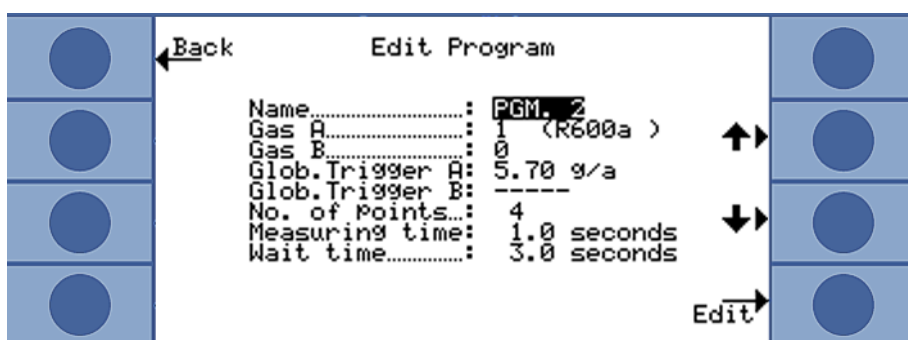 Back
Edit Program
Name.....................: PGM. 2
Gas A....................: 1 (R600a )
Gas B....................: 0
Glob.Trigger A: 5.70 g/a
Glob.Trigger B: -----
No. of points...: 4
Measuring time: 1.0 seconds
Wait time..............: 3.0 seconds
Edit